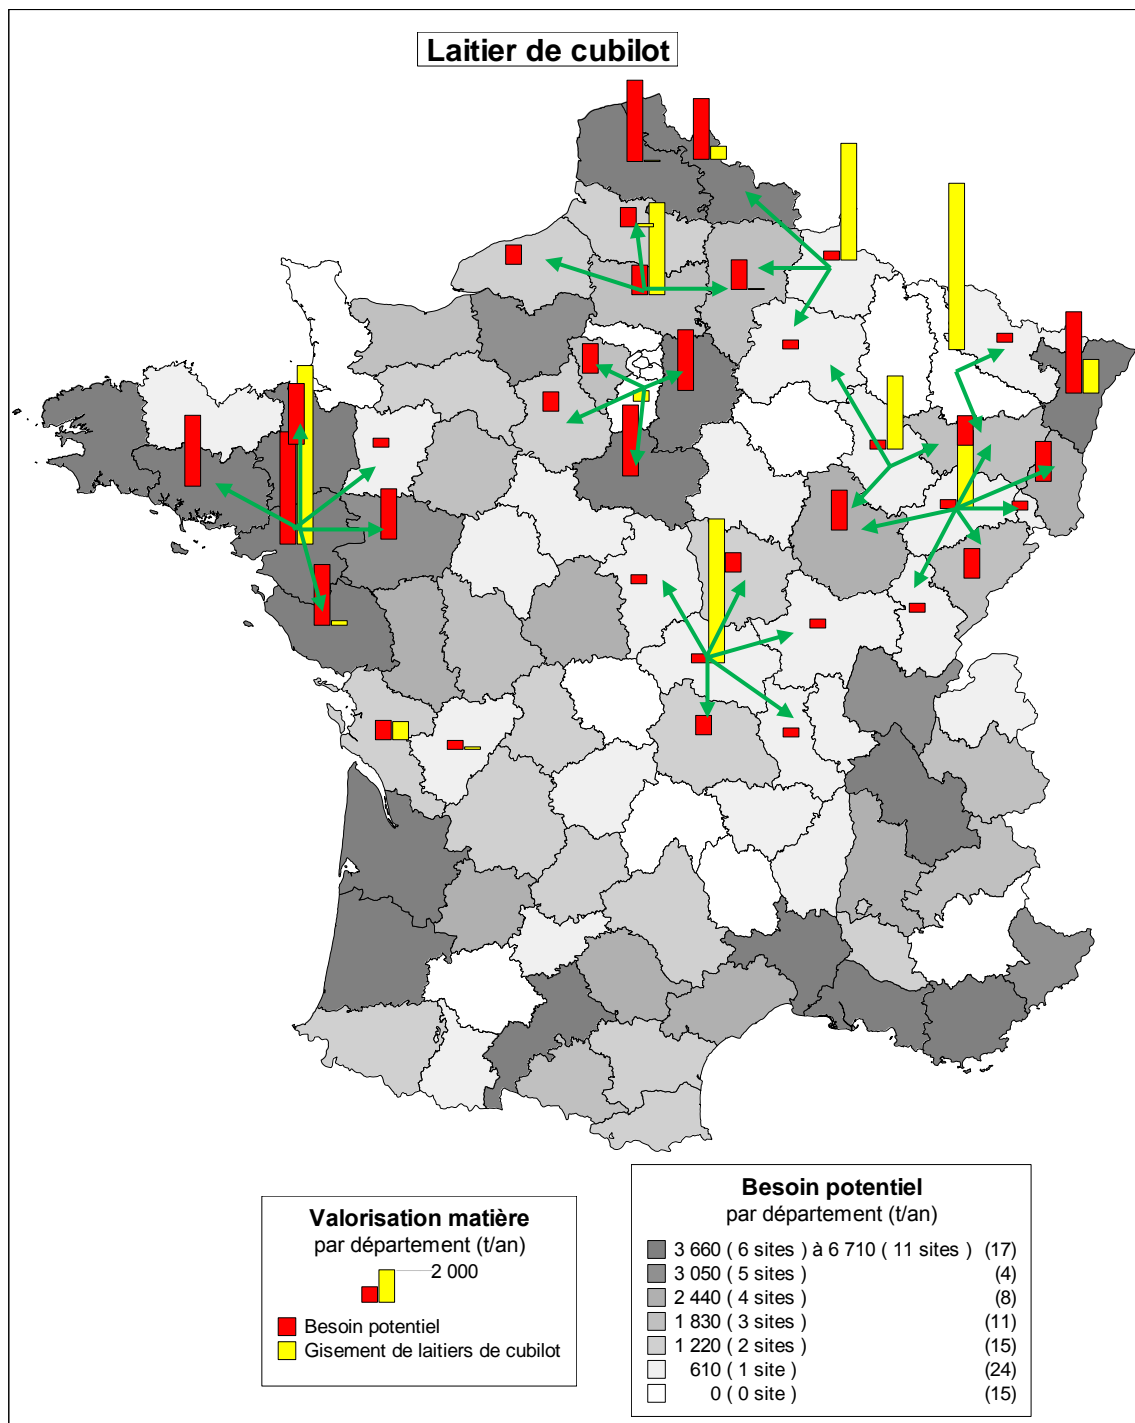 Laitier de cubilot
Valorisation matière
par département (t/an)
2 000
Besoin potentiel
Gisement de laitiers de cubilot
Besoin potentiel
par département (t/an)
3 660 ( 6 sites ) à 6 710 ( 11 sites ) (17)
3 050 ( 5 sites ) (4)
2 440 ( 4 sites ) (8)
1 830 ( 3 sites ) (11)
1 220 ( 2 sites ) (15)
610 ( 1 site ) (24)
0 ( 0 site ) (15)